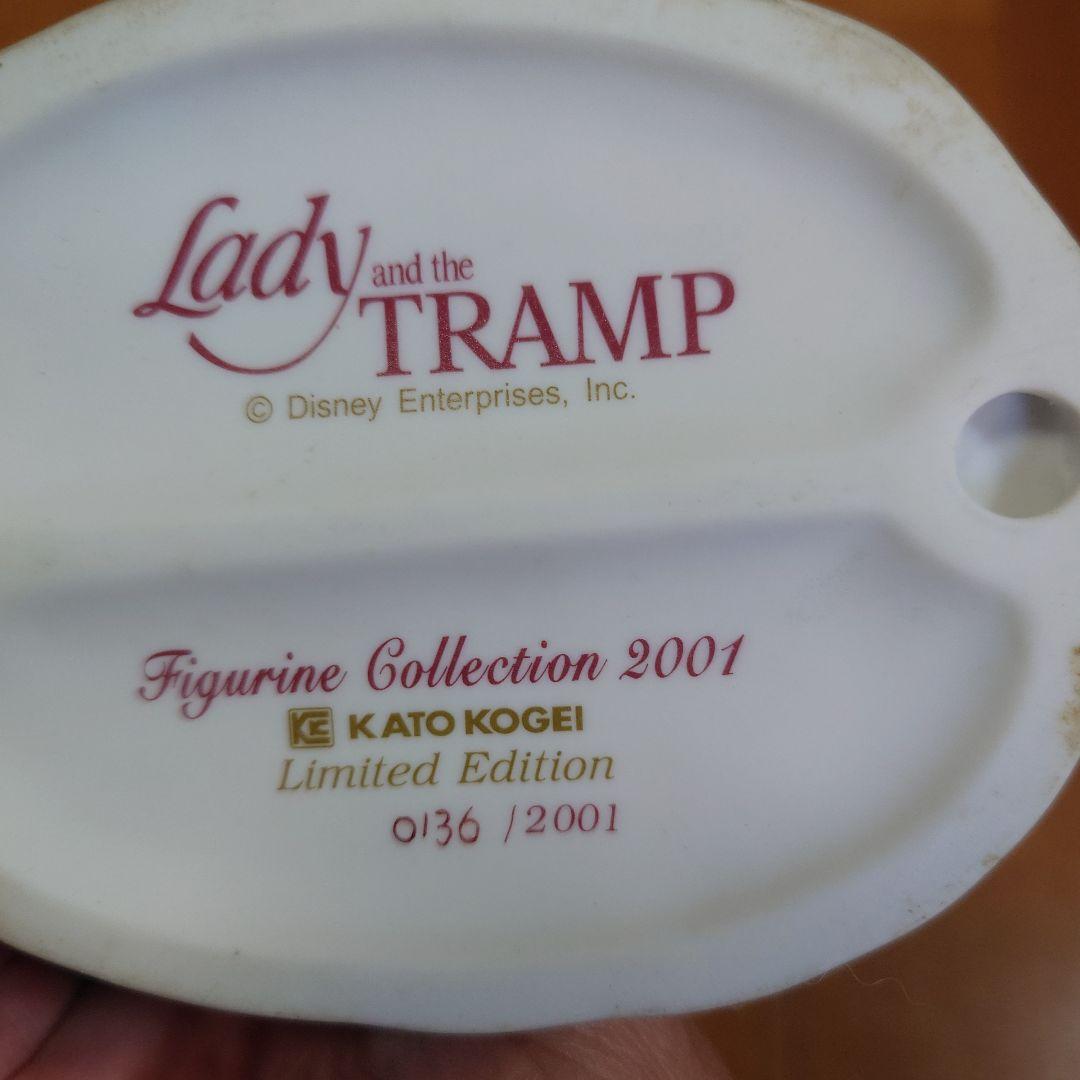 Lady and the TRAMP
© Disney Enterprises, Inc.
Figurine Collection 2001
KE KATO KOGEI
Limited Edition
0136 /2001